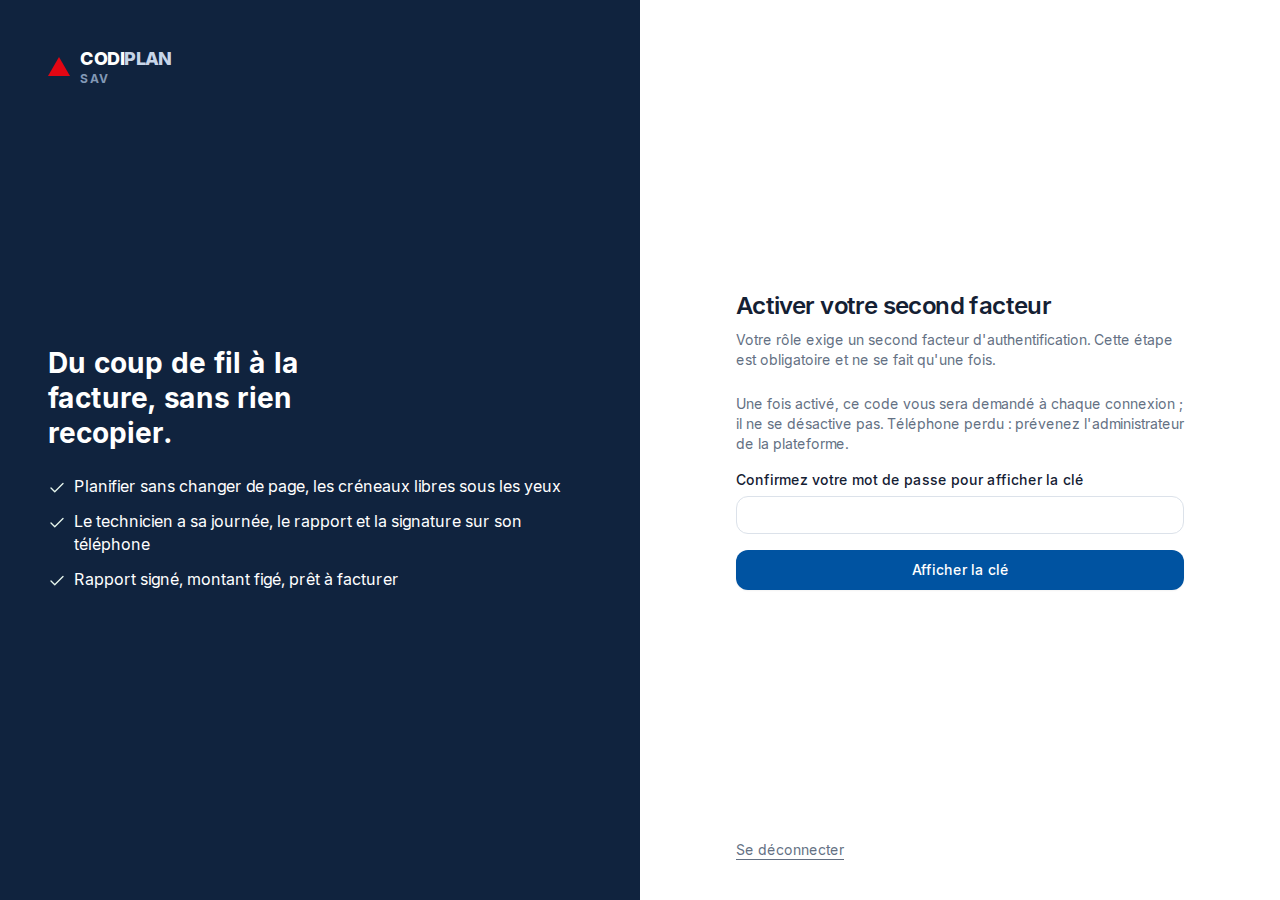 CODIPLAN
SAV
Du coup de fil à la
facture, sans rien
recopier.
Planifier sans changer de page, les créneaux libres sous les yeux
Le technicien a sa journée, le rapport et la signature sur son
téléphone
Rapport signé, montant figé, prêt à facturer
Activer votre second facteur
Votre rôle exige un second facteur d'authentification. Cette étape
est obligatoire et ne se fait qu'une fois.
Une fois activé, ce code vous sera demandé à chaque connexion ;
il ne se désactive pas. Téléphone perdu : prévenez l'administrateur
de la plateforme.
Confirmez votre mot de passe pour afficher la clé
Afficher la clé
Se déconnecter